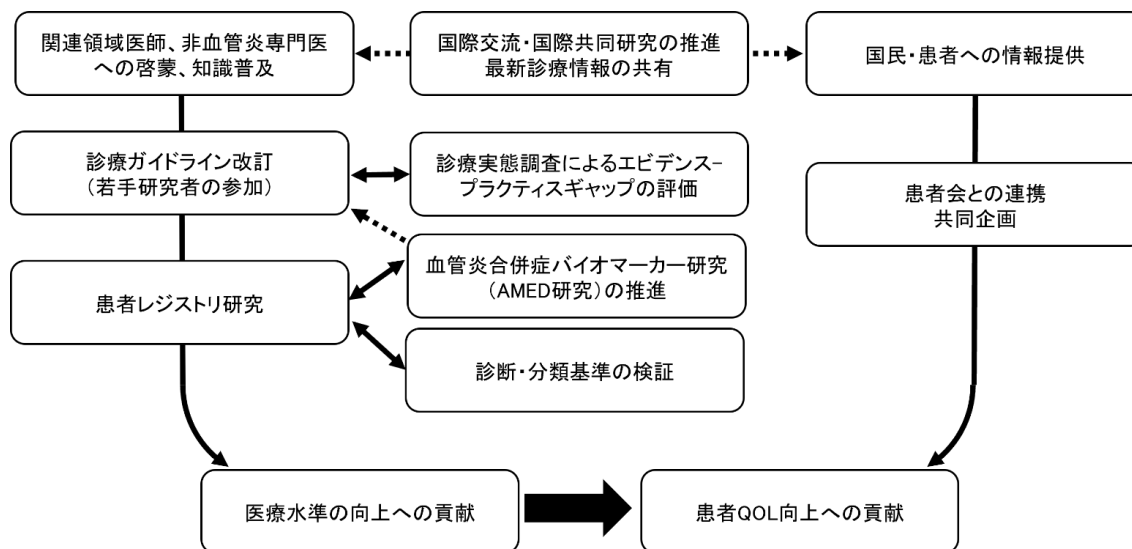 関連領域医師、非血管炎専門医
への啓蒙、知識普及
国際交流・国際共同研究の推進
最新診療情報の共有
国民・患者への情報提供
診療ガイドライン改訂
（若手研究者の参加）
診療実態調査によるエビデンス−
プラクティスギャップの評価
患者会との連携
共同企画
血管炎合併症バイオマーカー研究
（AMED研究）の推進
患者レジストリ研究
診断・分類基準の検証
医療水準の向上への貢献
患者QOL向上への貢献